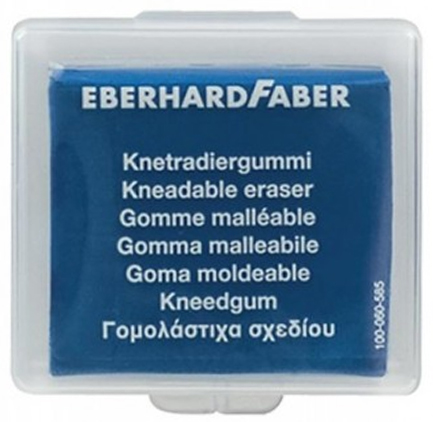 EBERHARDFABER
Knetradiergummi
Kneadable eraser
Gomme malléable
Gomma malleabile
Goma moldeable
Kneedgum
Γομολάστιχα σχεδίου
100-060-585